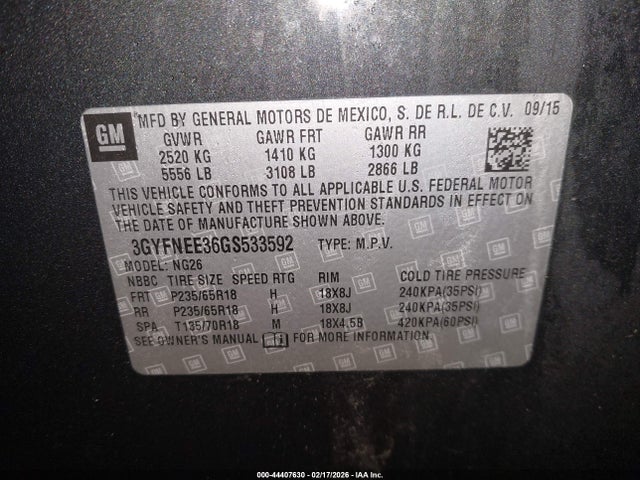 GM
MFD BY GENERAL MOTORS DE MEXICO, S. DE R.L. DE C.V. 09/15
GVWR GAWR FRT GAWR RR
2520 KG 1410 KG 1300 KG
5556 LB 3108 LB 2866 LB
THIS VEHICLE CONFORMS TO ALL APPLICABLE U.S. FEDERAL MOTOR
VEHICLE SAFETY AND THEFT PREVENTION STANDARDS IN EFFECT ON
THE DATE OF MANUFACTURE SHOWN ABOVE.
3GYFNEE36GS533592 TYPE: M.P.V.
MODEL: NG26
NBBC TIRE SIZE SPEED RTG RIM COLD TIRE PRESSURE
FRT P235/65R18 H 18X8J 240KPA(35PSI)
RR P235/65R18 H 18X8J 240KPA(35PSI)
SPA T135/70R18 M 18X4.5B 420KPA(60PSI)
SEE OWNER'S MANUAL FOR MORE INFORMATION.
000-44407630 - 02/17/2026 - IAA Inc.